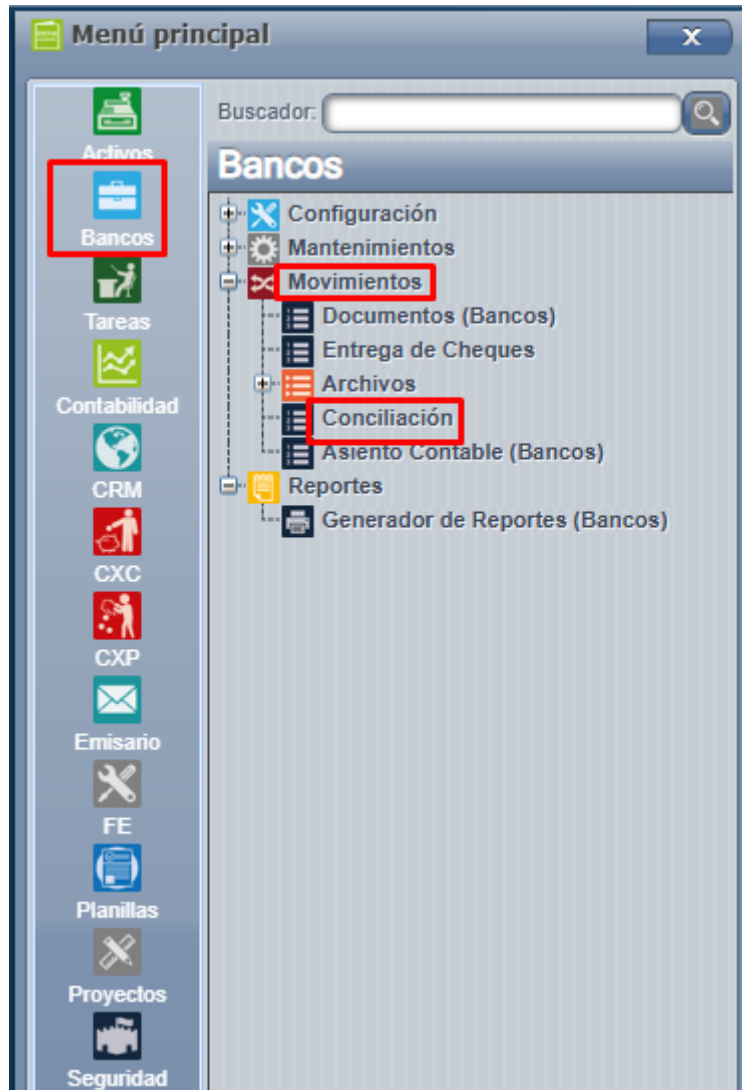 Menú principal
x
Buscador:
Activos
Bancos
Tareas
Contabilidad
CRM
CXC
CXP
Emisario
FE
Planillas
Proyectos
Seguridad
Bancos
Configuración
Mantenimientos
Movimientos
Documentos (Bancos)
Entrega de Cheques
Archivos
Conciliación
Asiento Contable (Bancos)
Reportes
Generador de Reportes (Bancos)